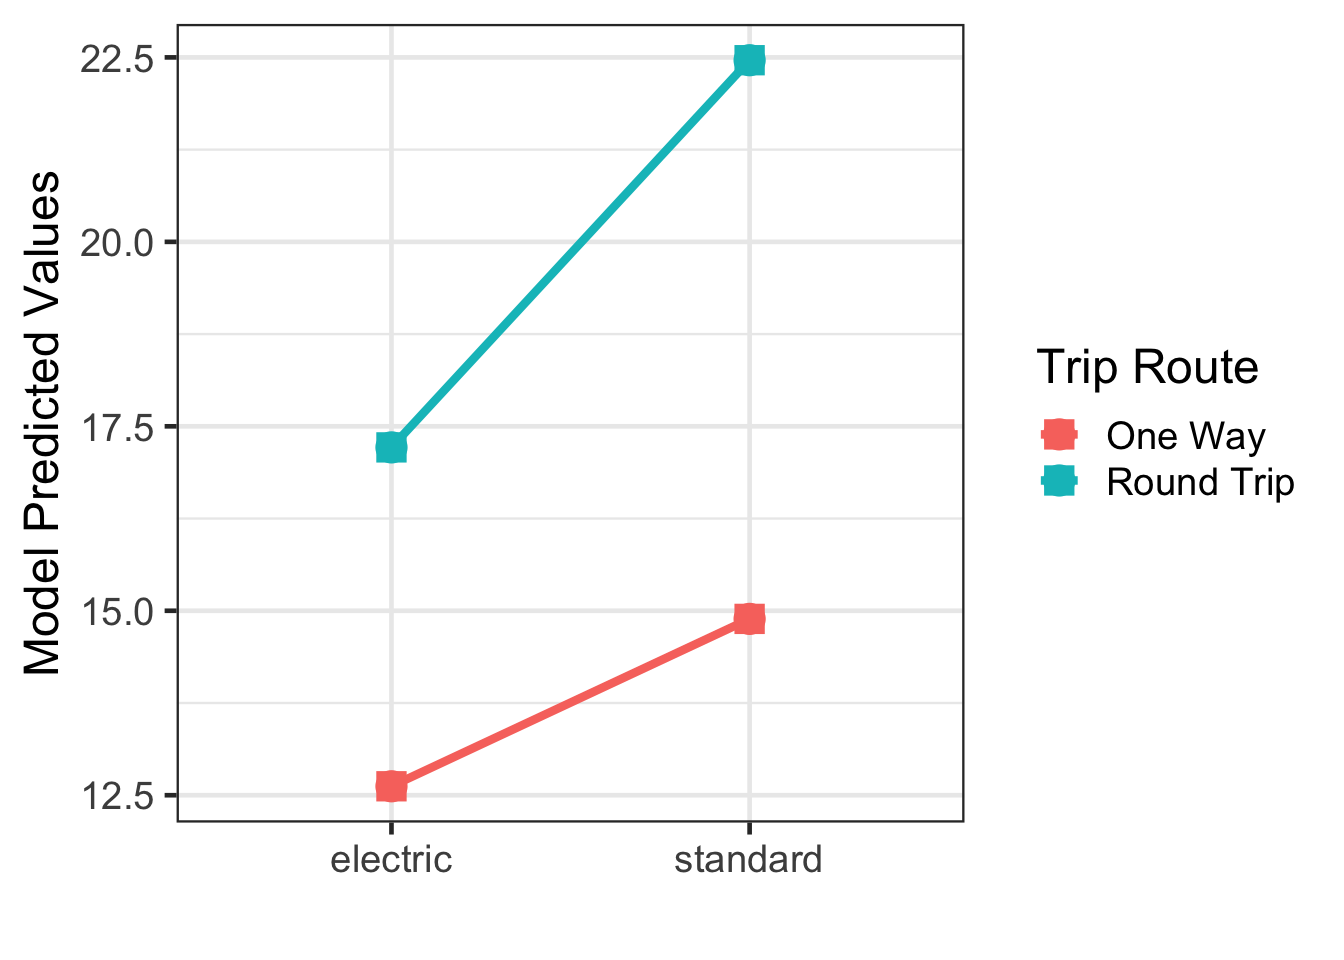 Model Predicted Values
22.5
20.0
17.5
15.0
12.5
electric
standard
Trip Route
One Way
Round Trip